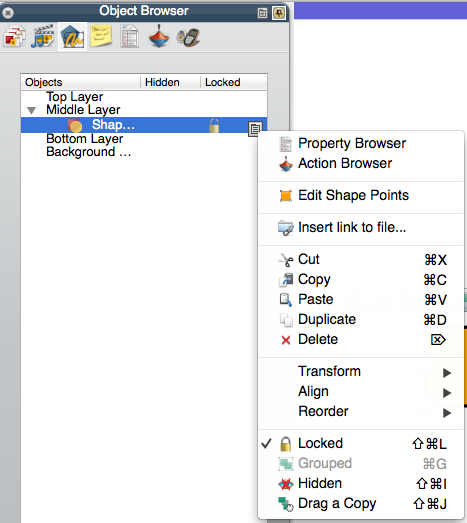 Object Browser
Objects Hidden Locked
Top Layer
Middle Layer
Shap...
Bottom Layer
Background ...
Property Browser
Action Browser
Edit Shape Points
Insert link to file...
Cut ⌘X
Copy ⌘C
Paste ⌘V
Duplicate ⌘D
Delete ⌦
Transform ▶
Align ▶
Reorder ▶
✓ Locked ⇧⌘L
Grouped ⌘G
Hidden ⇧⌘I
Drag a Copy ⇧⌘J